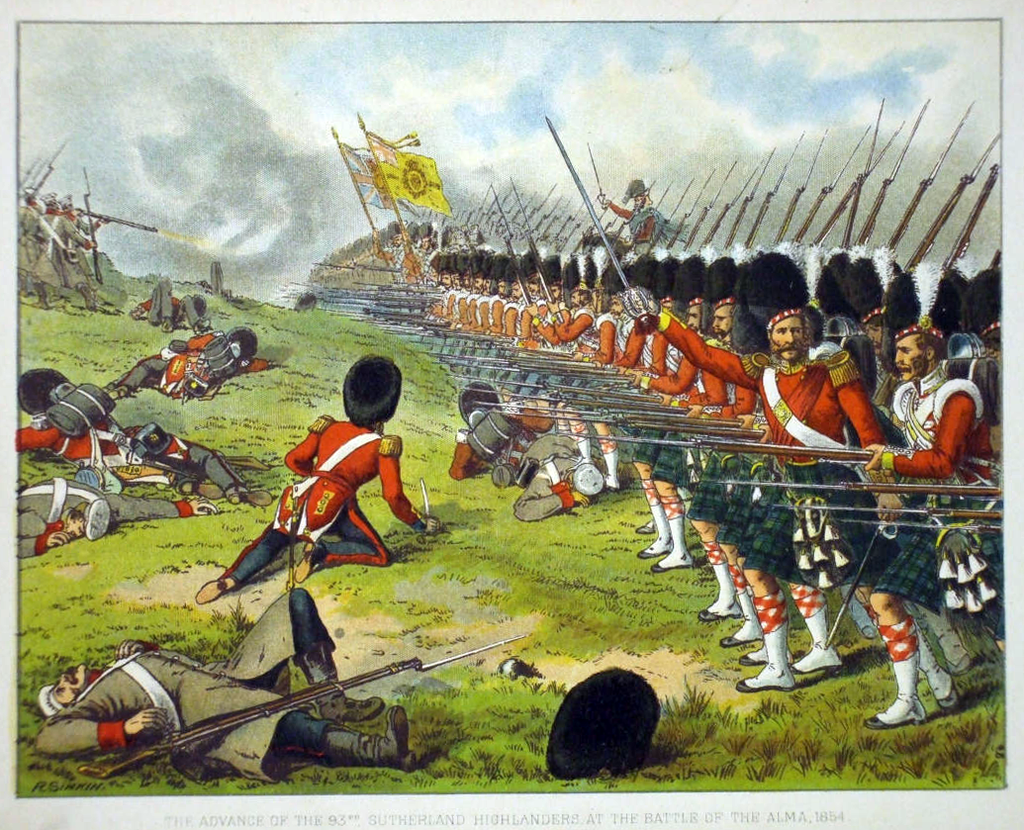 R. SIMKIN.
THE ADVANCE OF THE 93RD SUTHERLAND HIGHLANDERS. AT THE BATTLE OF THE ALMA, 1854.